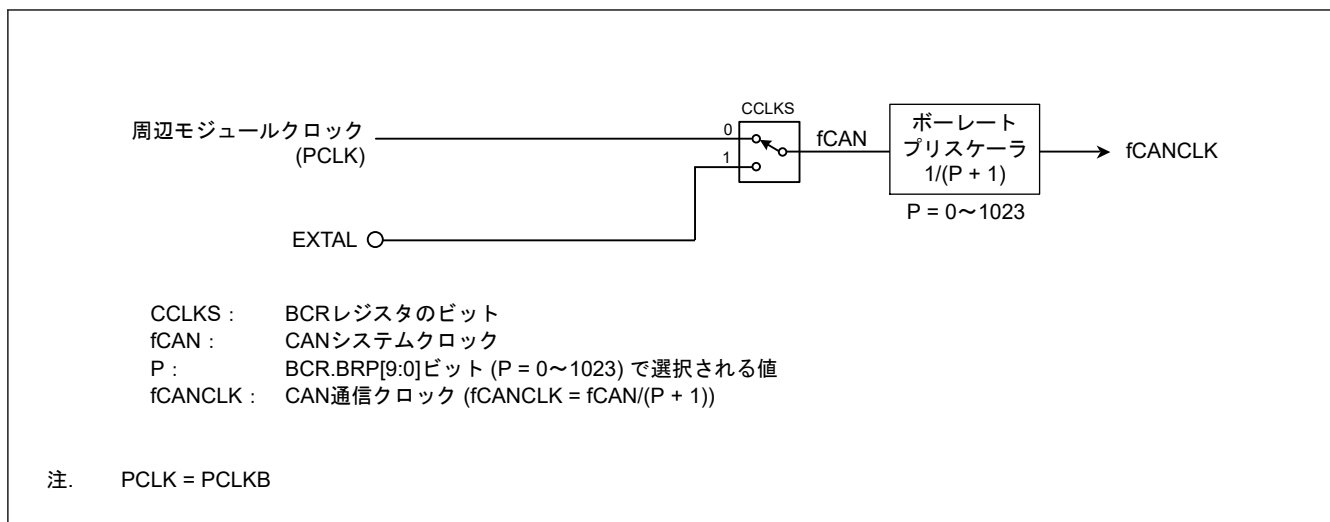 CCLKS
周辺モジュールクロック
(PCLK)
0
1
fCAN
ボーレート
プリスケーラ
1/(P + 1)
fCANCLK
P = 0～1023
EXTAL
CCLKS： BCRレジスタのビット
fCAN： CANシステムクロック
P： BCR.BRP[9:0]ビット (P = 0～1023) で選択される値
fCANCLK： CAN通信クロック (fCANCLK = fCAN/(P + 1))
注. PCLK = PCLKB